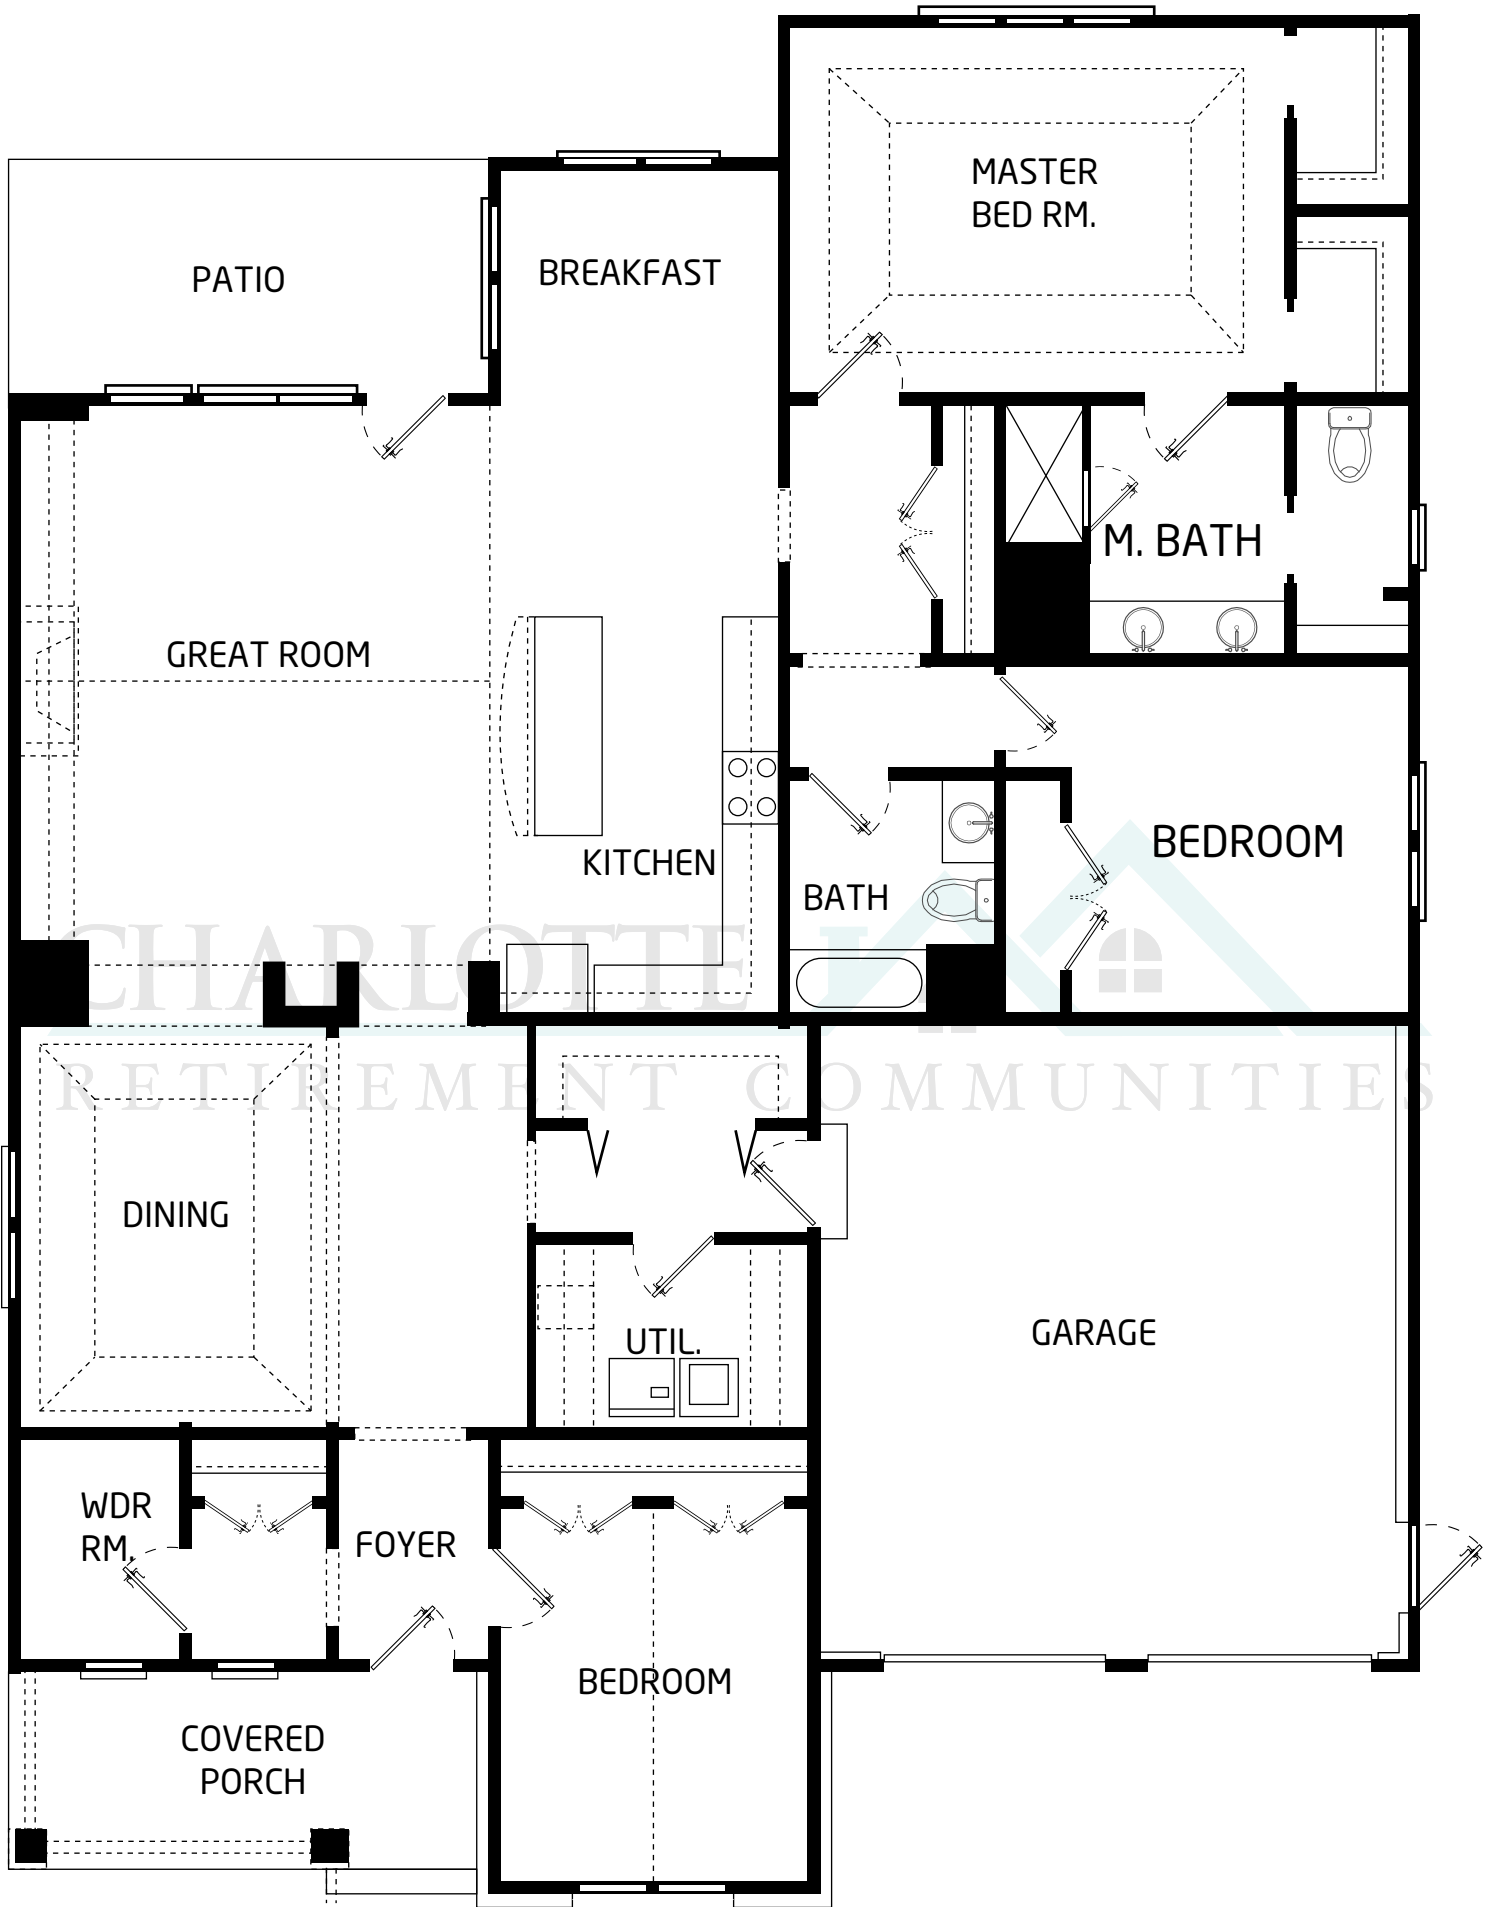 MASTER
BED RM.
PATIO
BREAKFAST
M. BATH
GREAT ROOM
KITCHEN
BEDROOM
BATH
CHARLOTTE
RETIREMENT COMMUNITIES
DINING
UTIL.
GARAGE
WDR
RM.
FOYER
BEDROOM
COVERED
PORCH